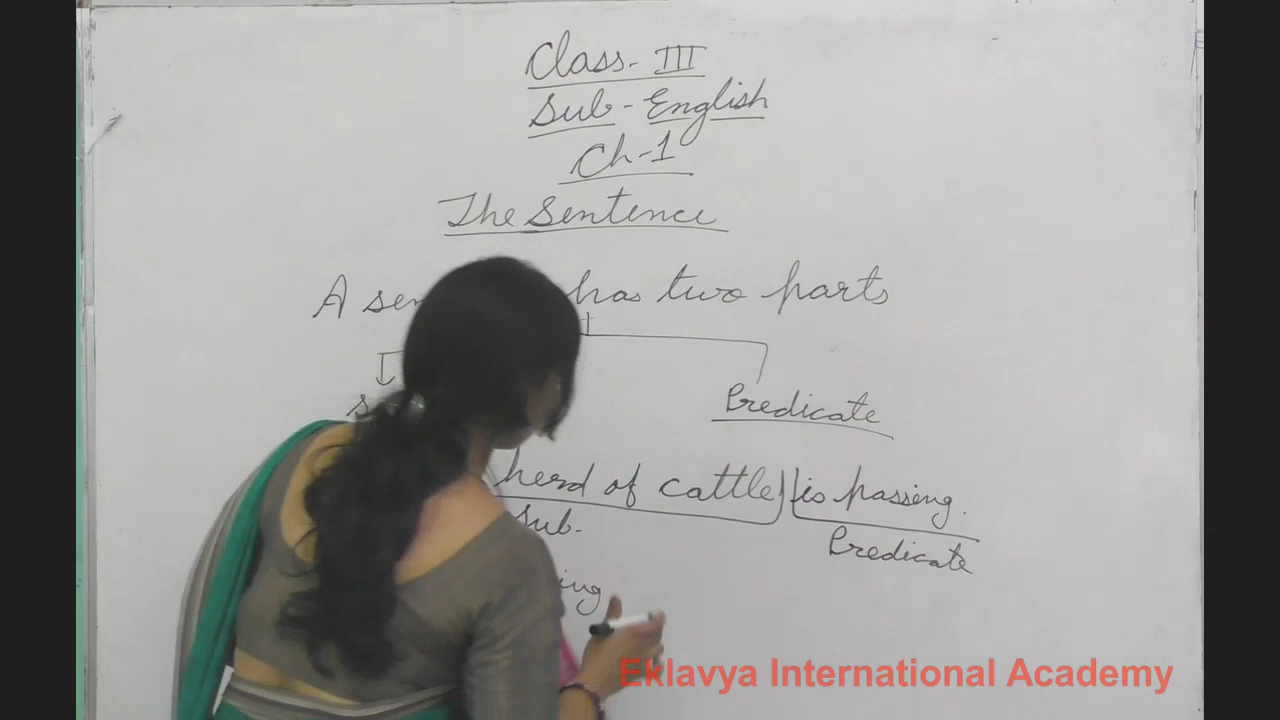 Class-III
Sub-English
Ch-1
The Sentence
A has two parts
Predicate
herd of cattle) (is passing.
Sub-
Predicate
Eklavya International Academy